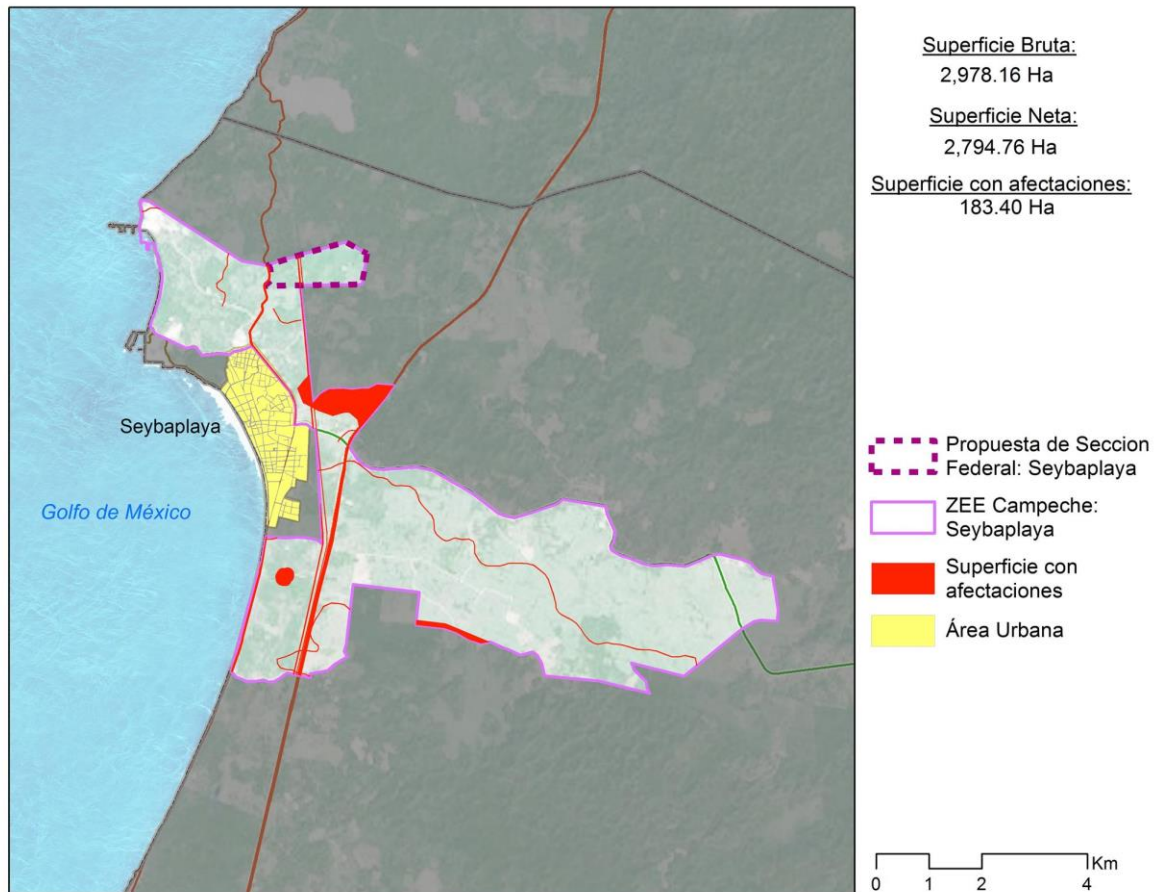 Superficie Bruta:
2,978.16 Ha
Superficie Neta:
2,794.76 Ha
Superficie con afectaciones:
183.40 Ha
Seybaplaya
Golfo de México
Propuesta de Seccion
Federal: Seybaplaya
ZEE Campeche:
Seybaplaya
Superficie con
afectaciones
Área Urbana
Km
0 1 2 4